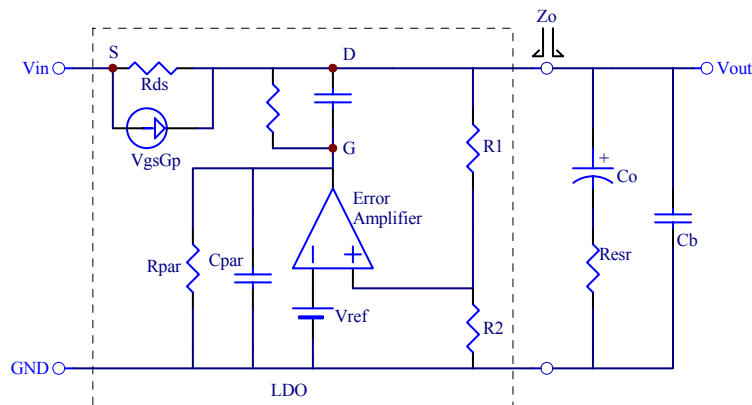 Zo
S
D
Vin
Vout
Rds
VgsGp
G
R1
+
Co
Error
Amplifier
Rpar
Cpar
Resr
Cb
Vref
R2
GND
LDO